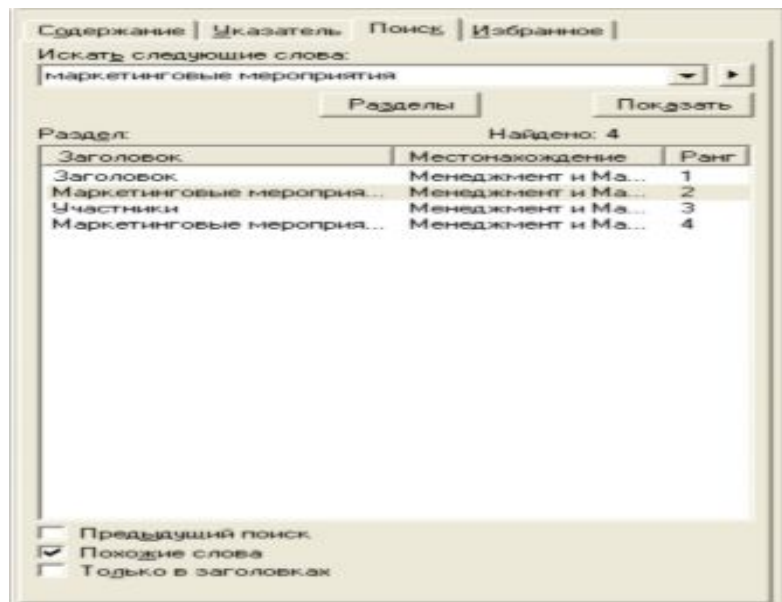 Содержание Указатель Поиск Избранное
Искать следующие слова:
маркетинговые мероприятия
Разделы Показать
Раздел: Найдено: 4
Заголовок Местонахождение Ранг
Заголовок Менеджмент и Ма... 1
Маркетинговые мероприя... Менеджмент и Ма... 2
Участники Менеджмент и Ма... 3
Маркетинговые мероприя... Менеджмент и Ма... 4
Предыдущий поиск
Похожие слова
Только в заголовках